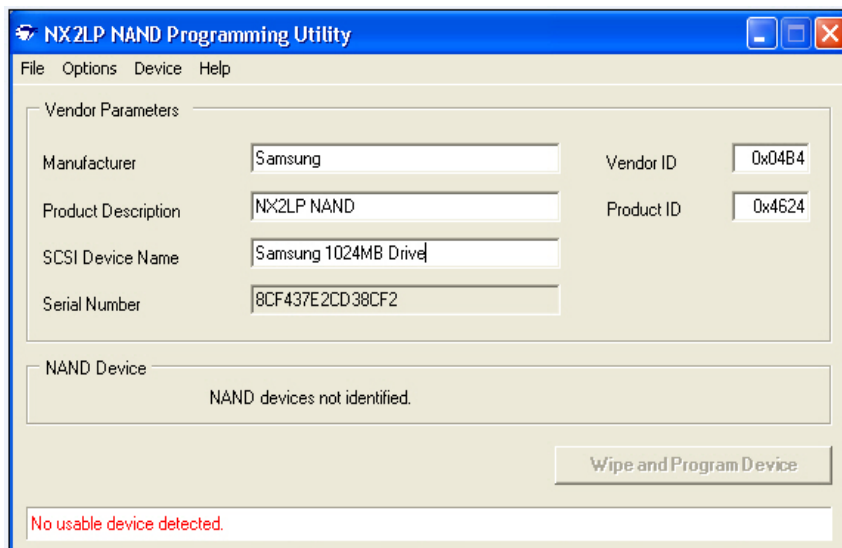 NX2LP NAND Programming Utility
File Options Device Help
Vendor Parameters
Manufacturer Samsung Vendor ID 0x04B4
Product Description NX2LP NAND Product ID 0x4624
SCSI Device Name Samsung 1024MB Drive
Serial Number 8CF437E2CD38CF2
NAND Device
NAND devices not identified.
Wipe and Program Device
No usable device detected.